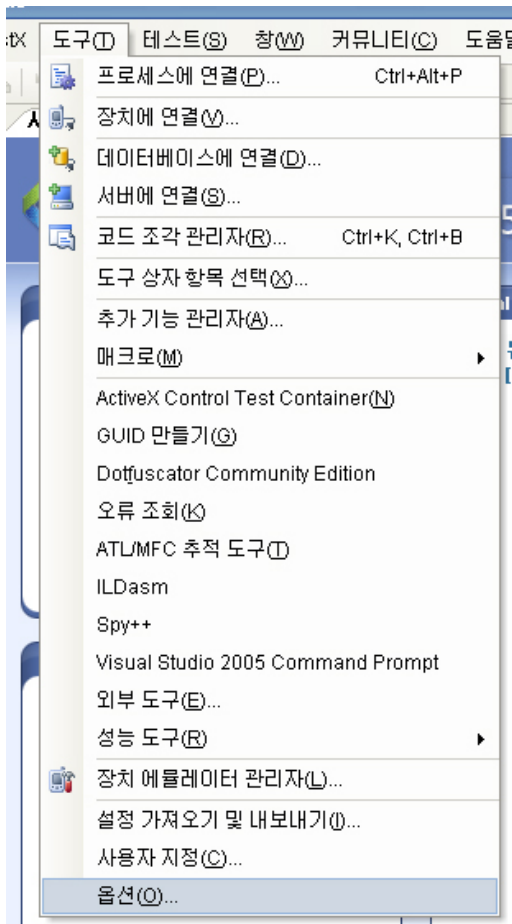 도구(T) 테스트(S) 창(W) 커뮤니티(C)
프로세스에 연결(P)... Ctrl+Alt+P
장치에 연결(V)...
데이터베이스에 연결(D)...
서버에 연결(S)...
코드 조각 관리자(R)... Ctrl+K, Ctrl+B
도구 상자 항목 선택(X)...
추가 기능 관리자(A)...
매크로(M)
ActiveX Control Test Container(N)
GUID 만들기(G)
Dotfuscator Community Edition
오류 조회(K)
ATL/MFC 추적 도구(T)
ILDasm
Spy++
Visual Studio 2005 Command Prompt
외부 도구(E)...
성능 도구(R)
장치 에뮬레이터 관리자(L)...
설정 가져오기 및 내보내기(I)...
사용자 지정(C)...
옵션(O)...